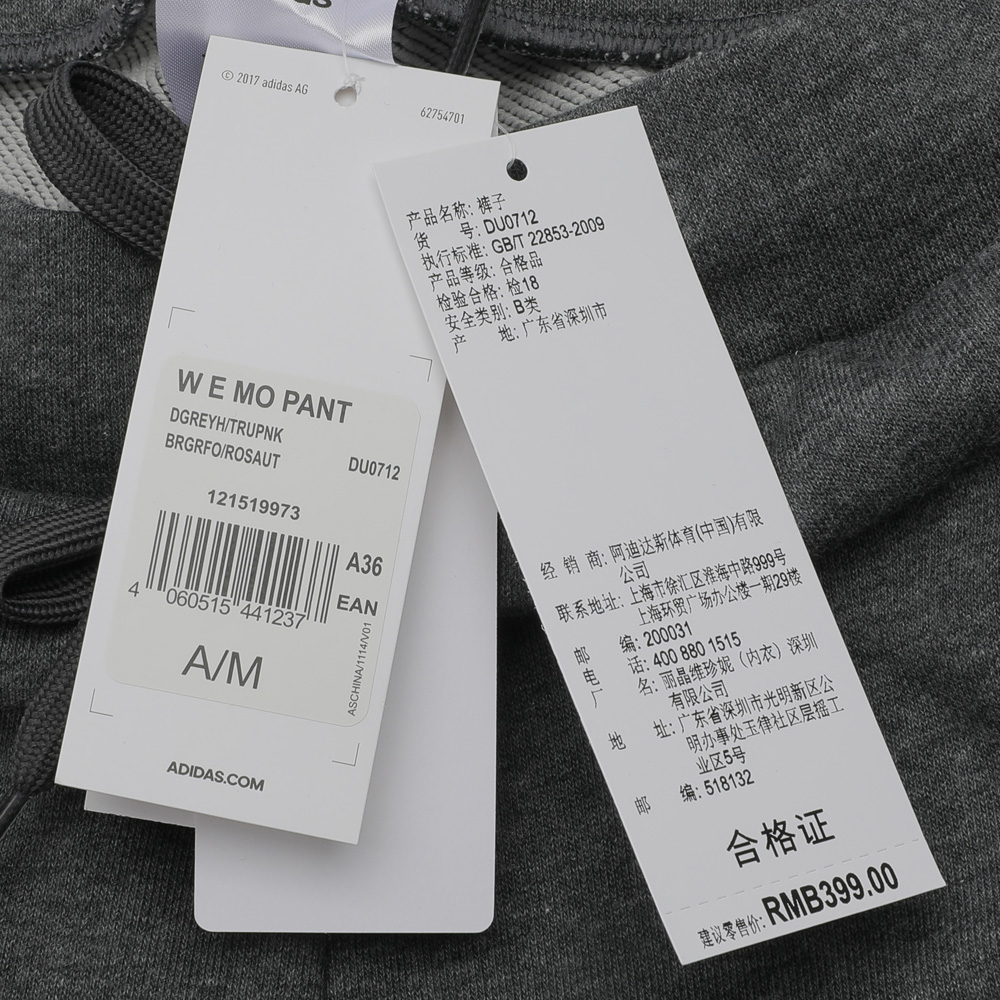 das
© 2017 adidas AG
62754701
W E MO PANT
DGREYH/TRUPNK
BRGRFO/ROSAUT
DU0712
121519973
A36
4 060515 441237
EAN
A/M
ASCHINA/1114/V01
ADIDAS.COM
产品名称: 裤子
货 号: DU0712
执行标准: GB/T 22853-2009
产品等级: 合格品
检验合格: 检18
安全类别: B类
产 地: 广东省深圳市
经 销 商: 阿迪达斯体育(中国)有限
公司
联系地址: 上海市徐汇区淮海中路999号
上海环贸广场办公楼一期29楼
邮 编: 200031
电 话: 400 880 1515
厂 名: 丽晶维珍妮（内衣）深圳
有限公司
地 址: 广东省深圳市光明新区公
明办事处玉律社区层摇工
业区5号
邮 编: 518132
合格证
建议零售价: RMB399.00